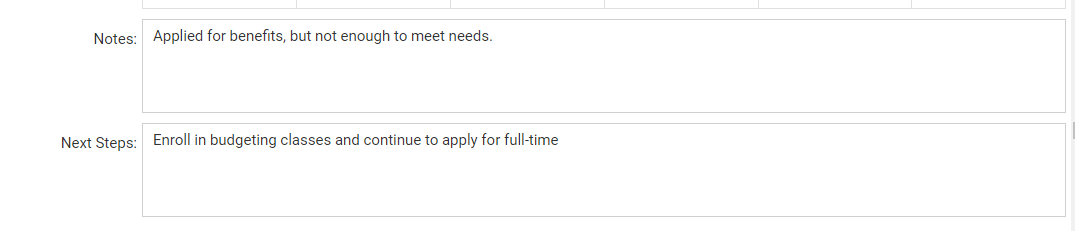 Notes:
Applied for benefits, but not enough to meet needs.
Next Steps:
Enroll in budgeting classes and continue to apply for full-time